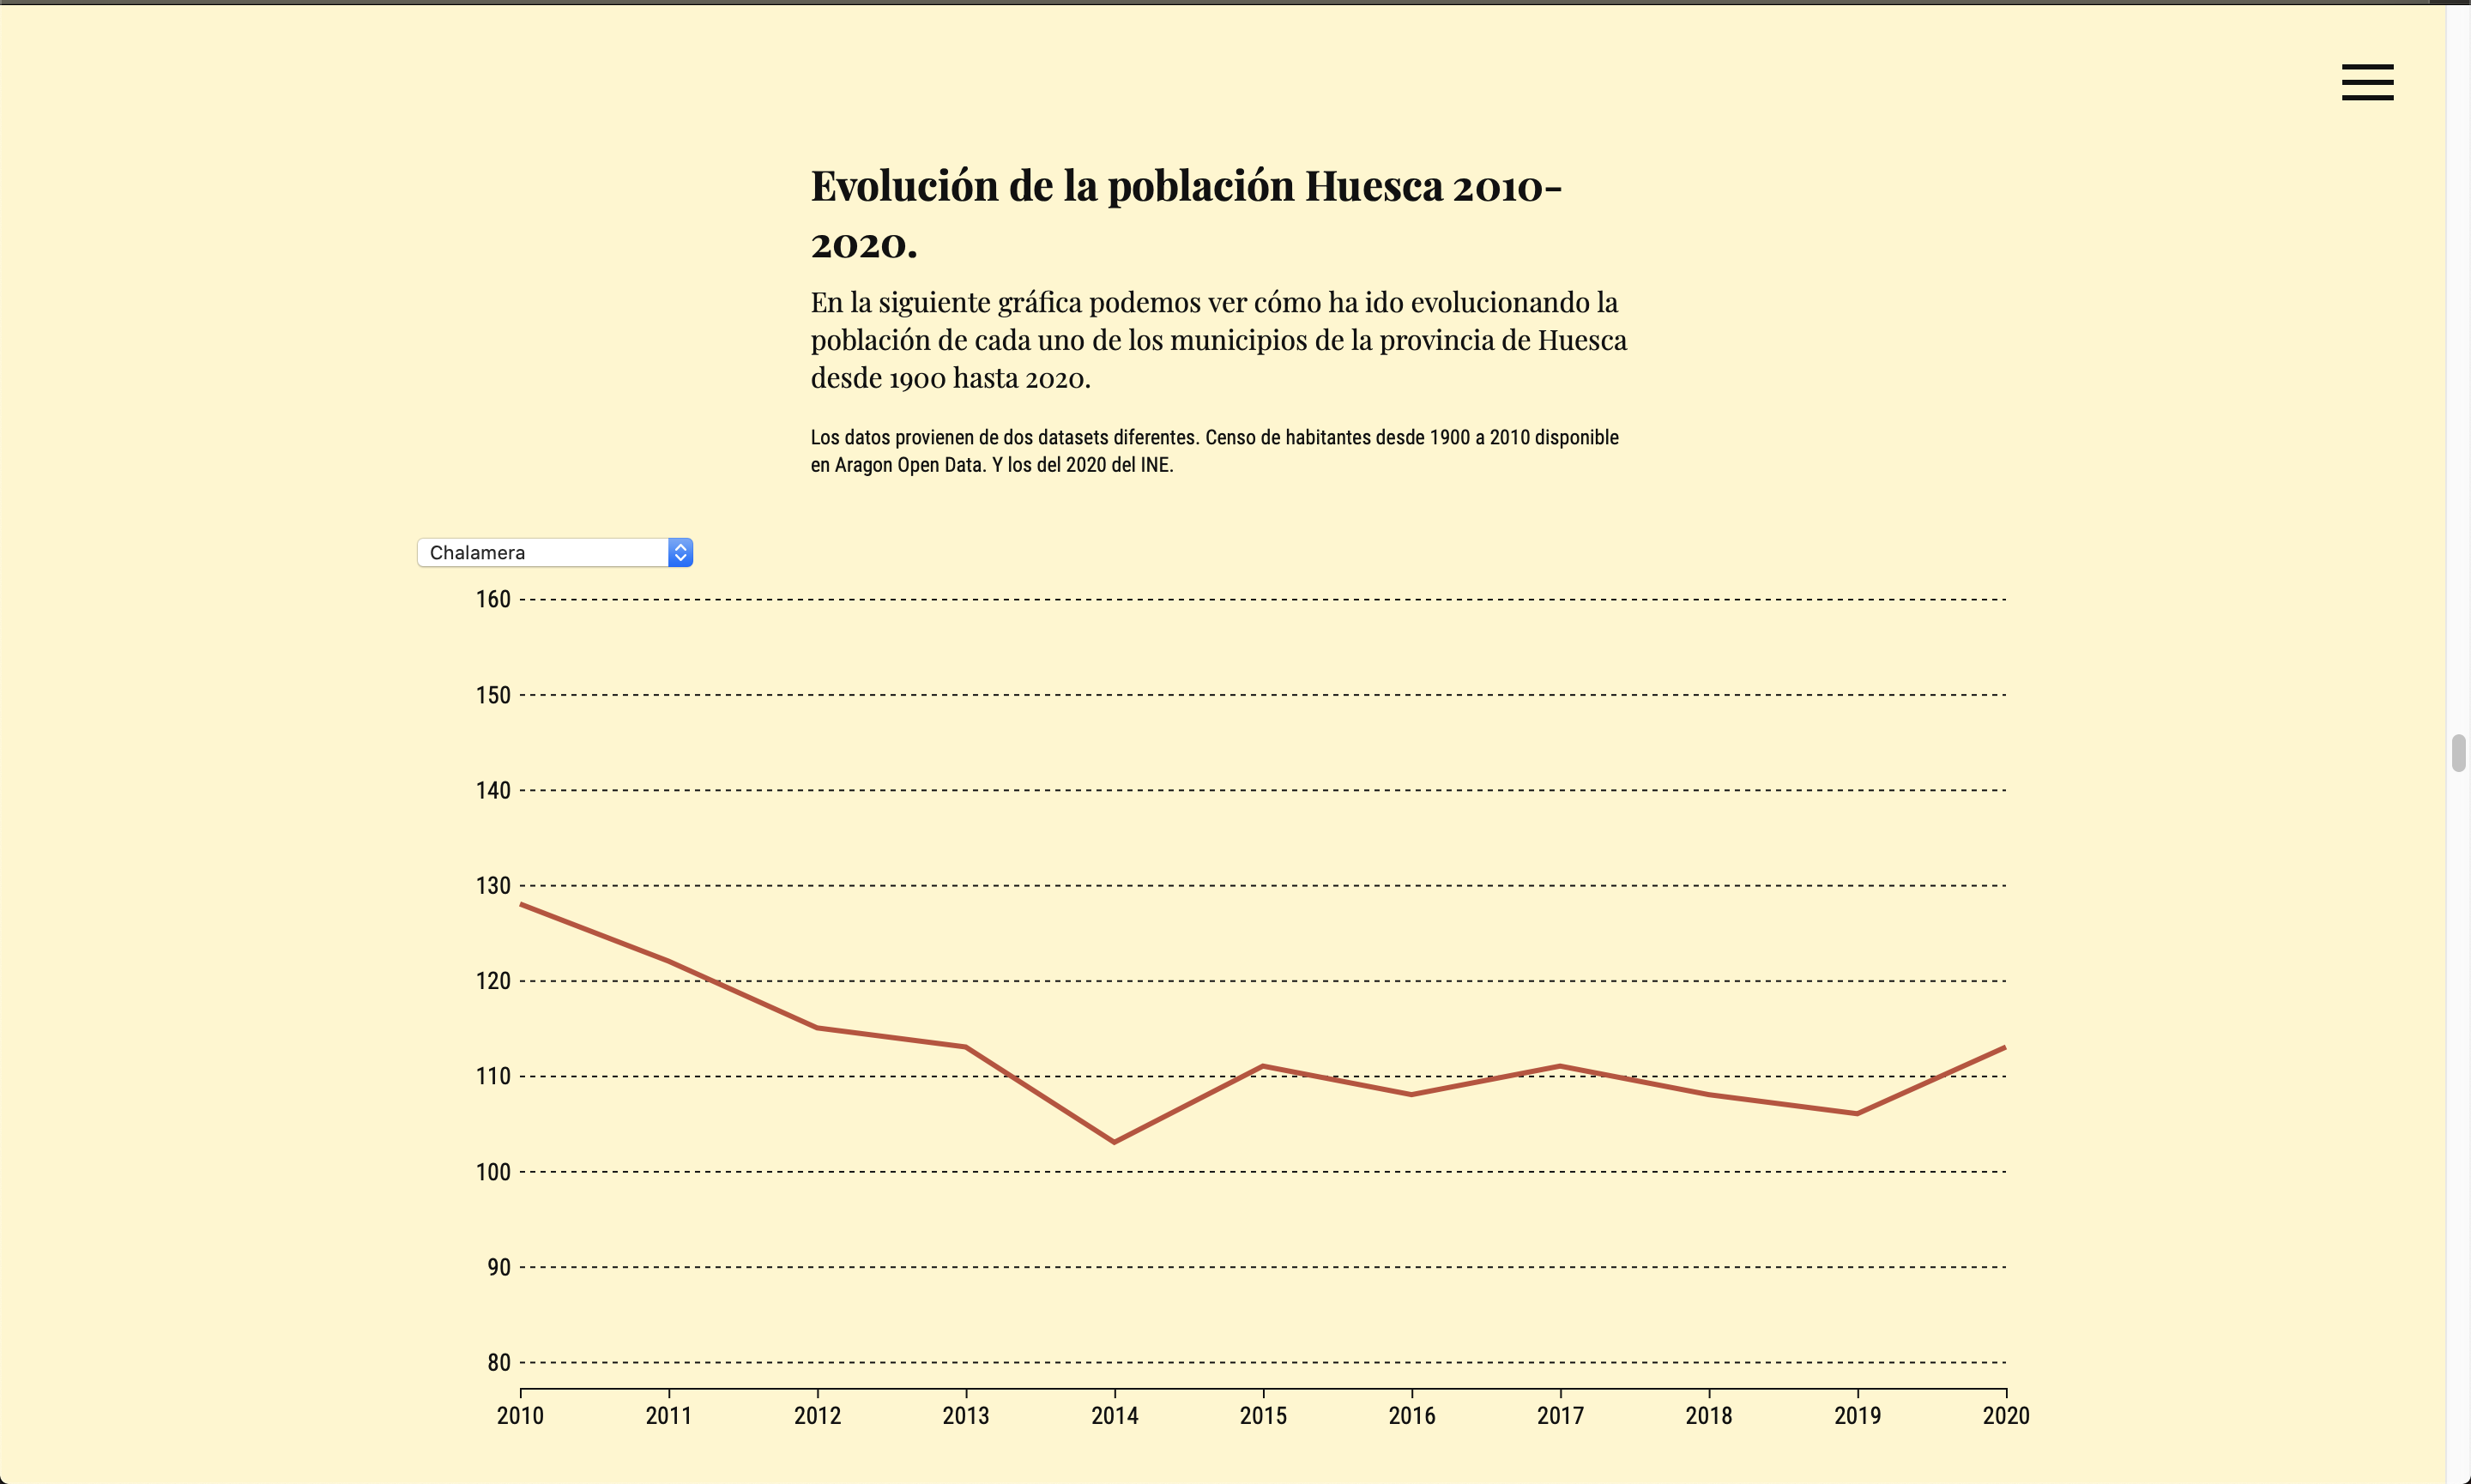 Evolución de la población Huesca 2010-
2020.
En la siguiente gráfica podemos ver cómo ha ido evolucionando la
población de cada uno de los municipios de la provincia de Huesca
desde 1900 hasta 2020.
Los datos provienen de dos datasets diferentes. Censo de habitantes desde 1900 a 2010 disponible
en Aragon Open Data. Y los del 2020 del INE.
Chalamera
160
150
140
130
120
110
100
90
80
2010 2011 2012 2013 2014 2015 2016 2017 2018 2019 2020